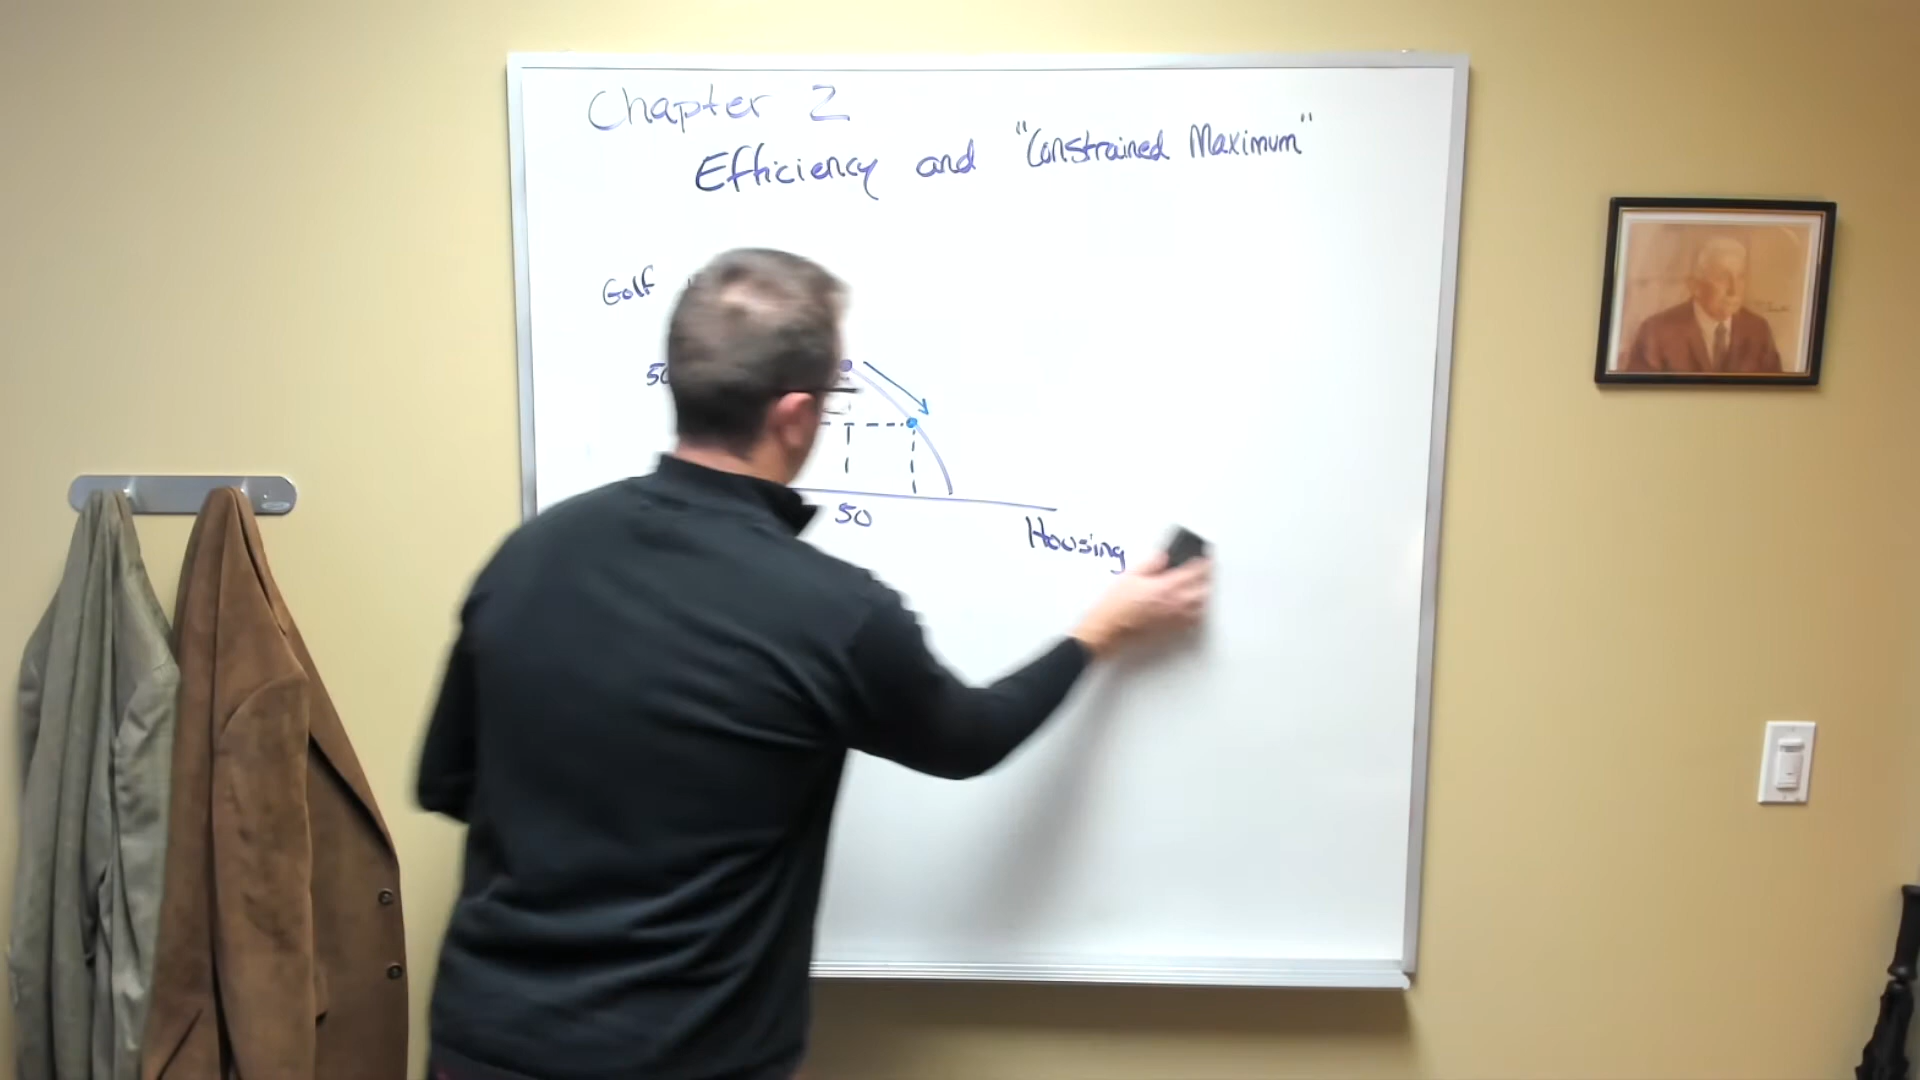 Chapter 2
Efficiency and "Constrained Maximum"
Golf
50
Housing